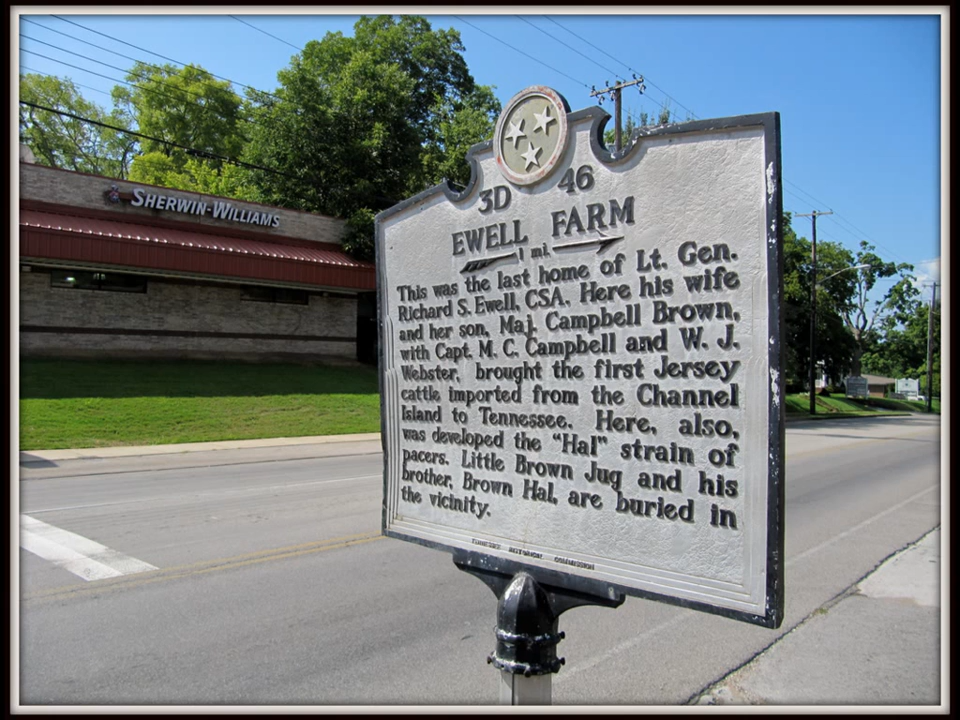 SHERWIN-WILLIAMS
3D 46
EWELL FARM
1 mi.
This was the last home of Lt. Gen.
Richard S. Ewell, CSA. Here his wife
and her son, Maj. Campbell Brown,
with Capt. M. C. Campbell and W. J.
Webster, brought the first Jersey
cattle imported from the Channel
Island to Tennessee. Here, also,
was developed the "Hal" strain of
pacers. Little Brown Jug and his
brother, Brown Hal, are buried in
the vicinity.
TENNESSEE HISTORICAL COMMISSION